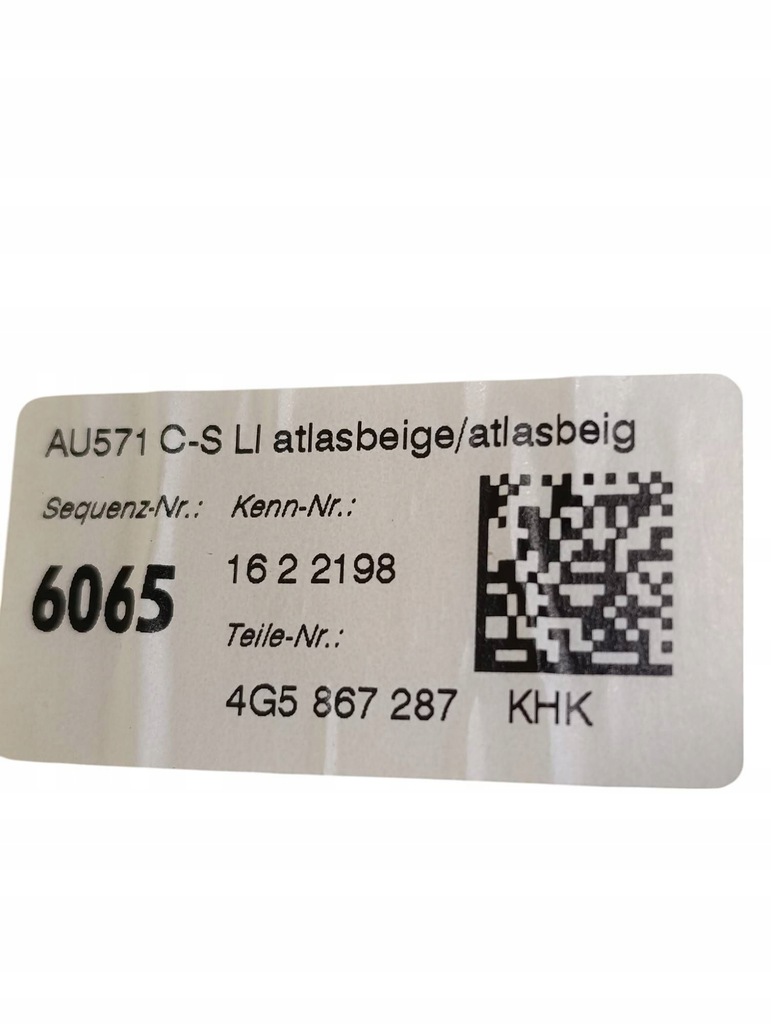 AU571 C-S LI atlasbeige/atlasbeig
Sequenz-Nr.: Kenn-Nr.:
6065 16 2 2198
Teile-Nr.:
4G5 867 287 KHK